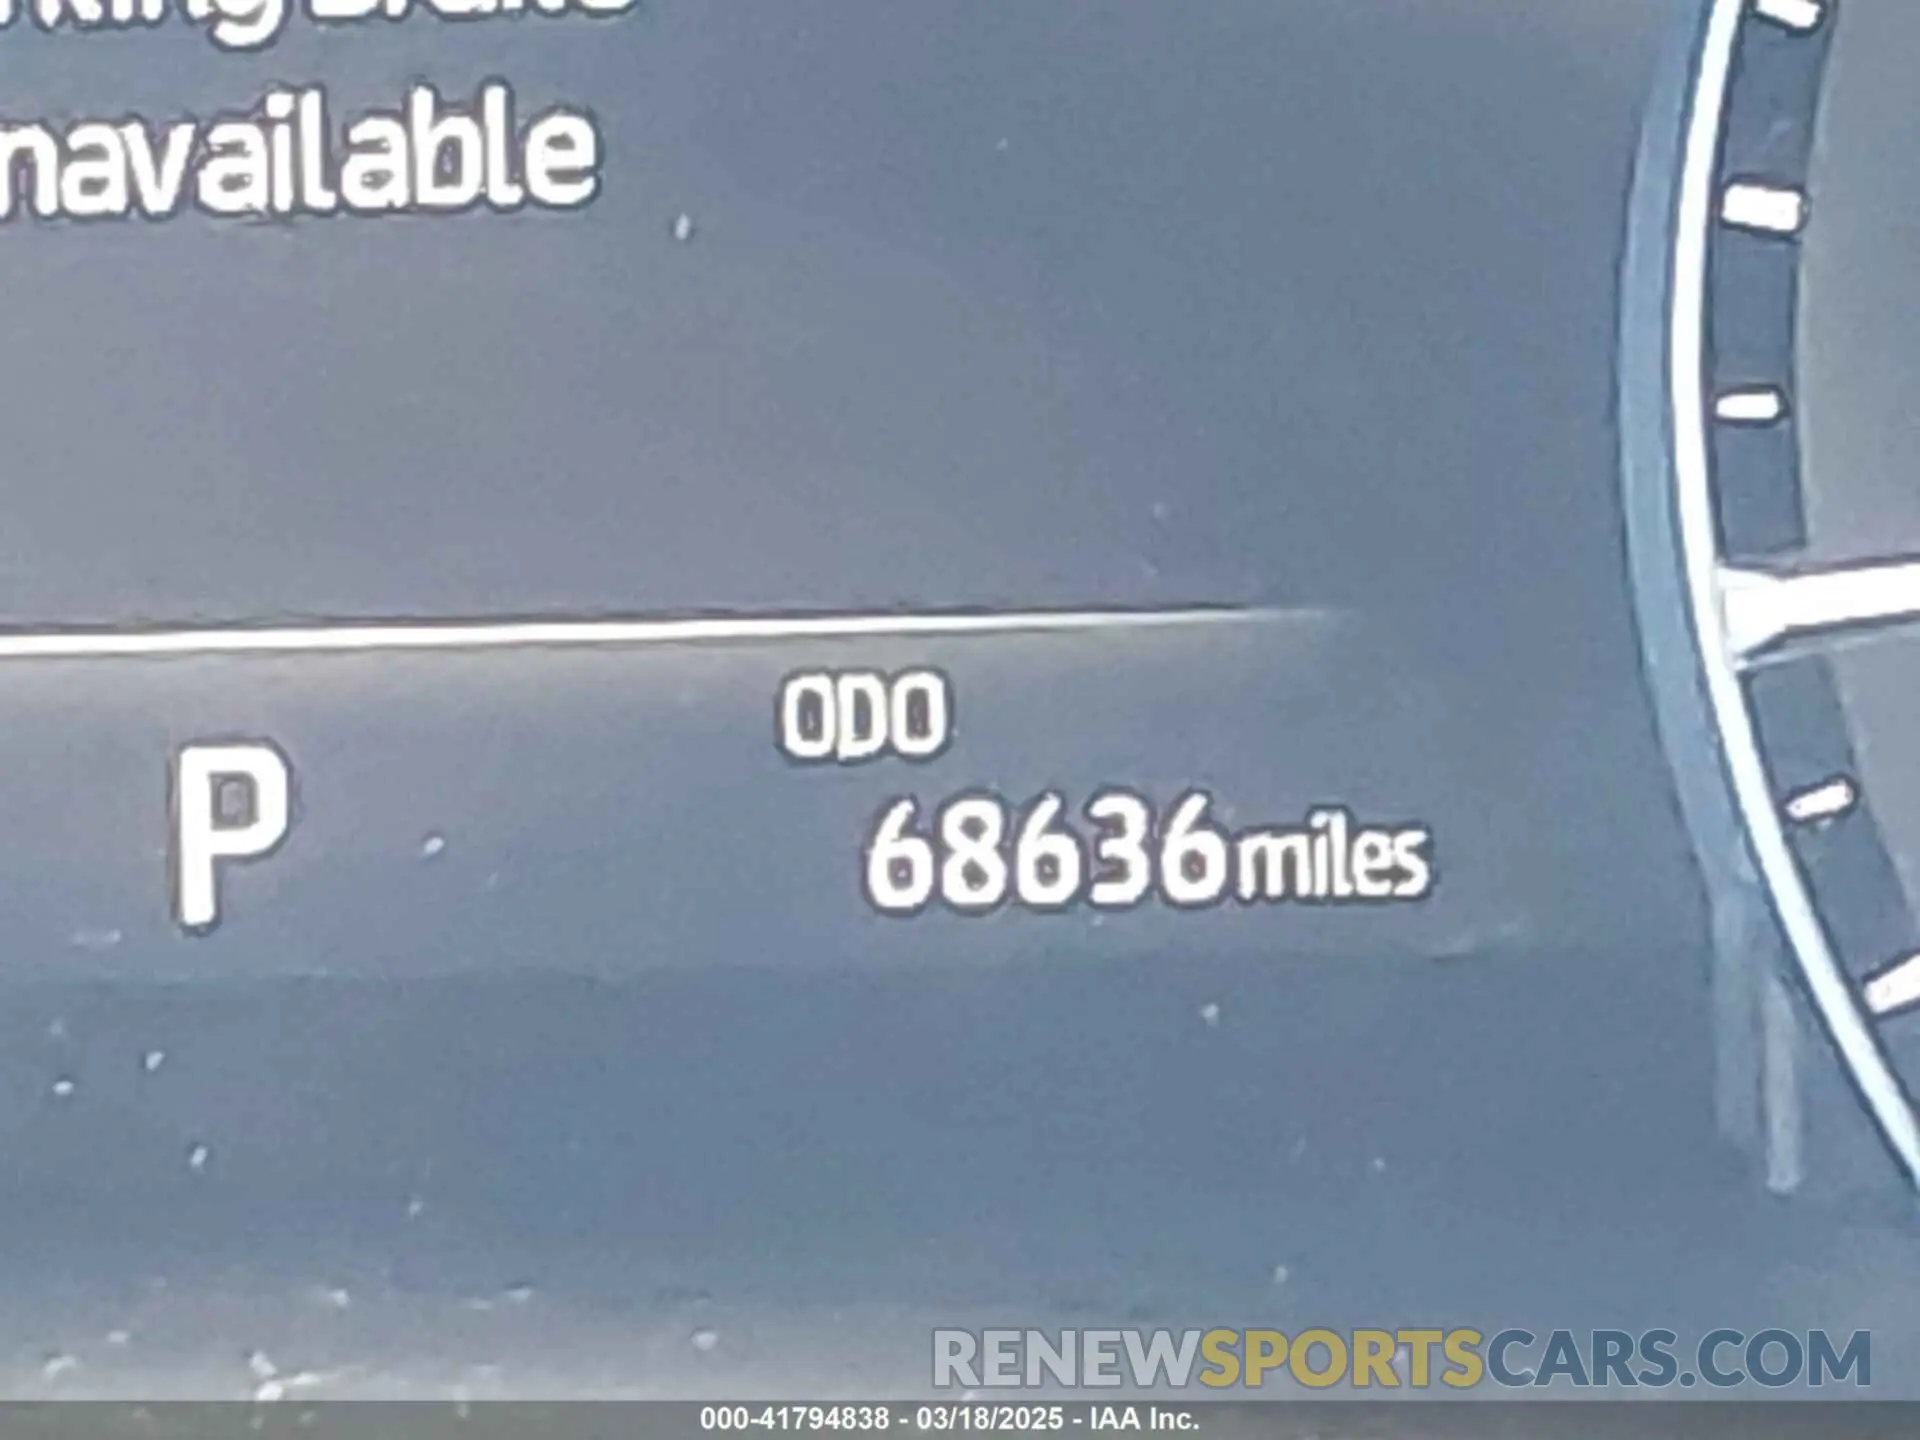 navailable
ODO
P
68636miles
RENEWSPORTSCARS.COM
000-41794838 - 03/18/2025 - IAA Inc.